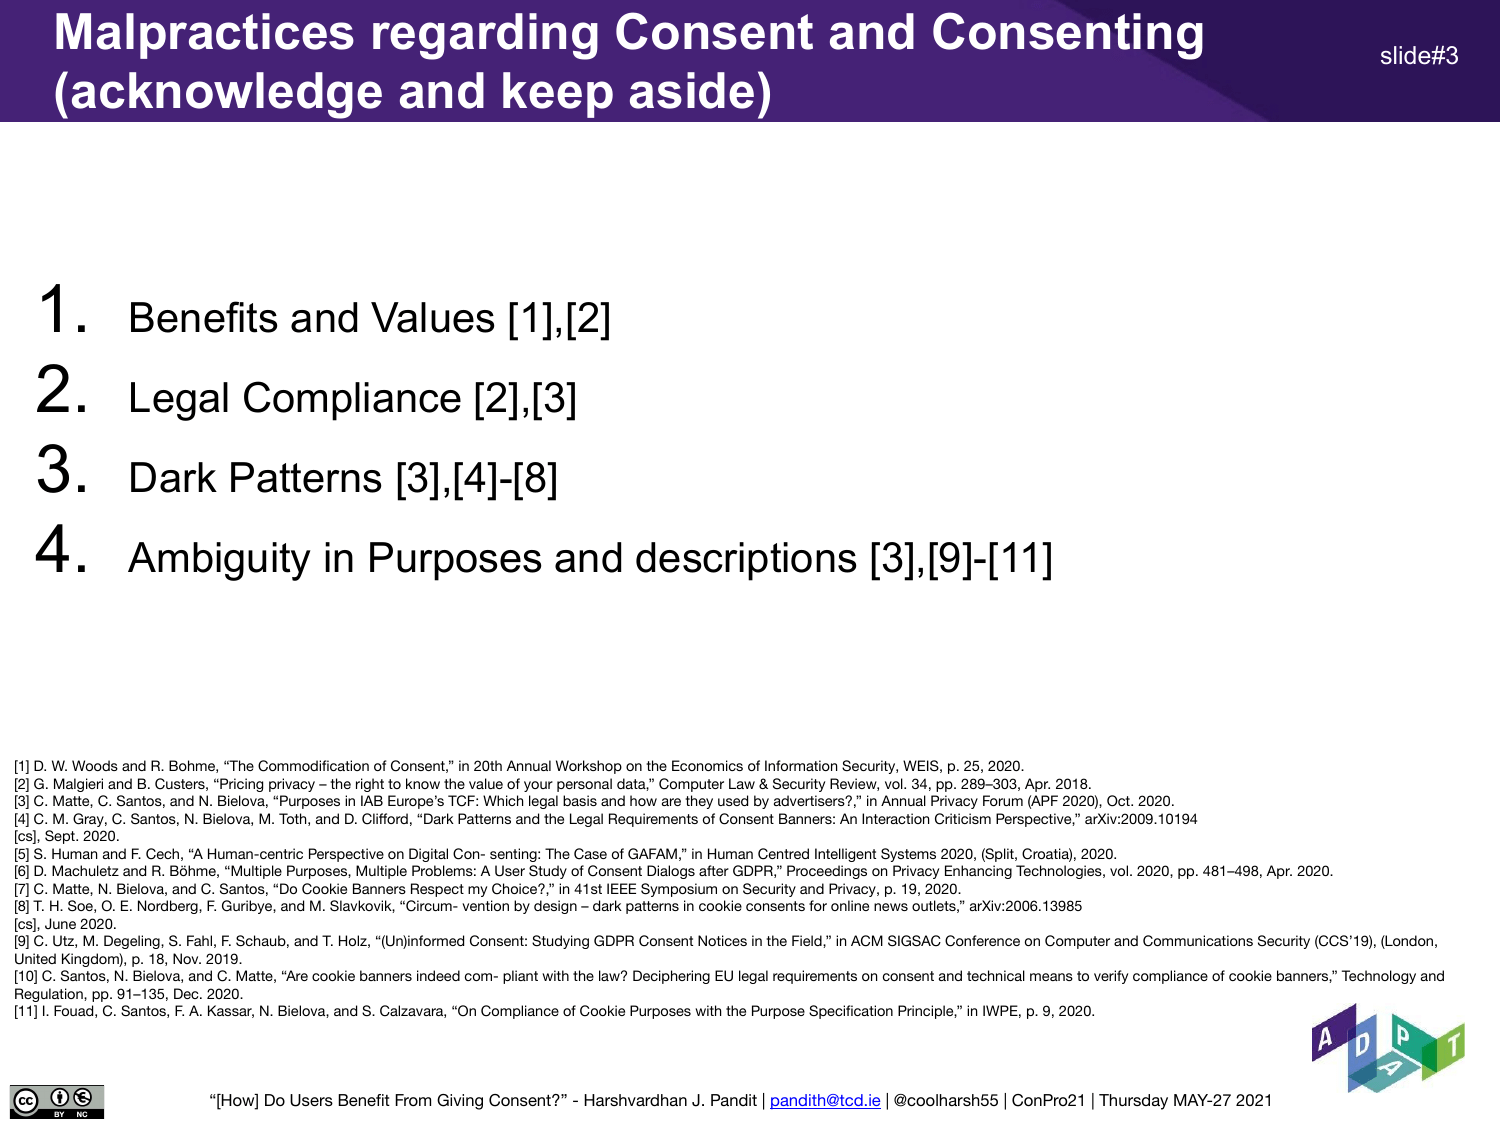 Malpractices regarding Consent and Consenting
(acknowledge and keep aside)
slide#3
1. Benefits and Values [1],[2]
2. Legal Compliance [2],[3]
3. Dark Patterns [3],[4]-[8]
4. Ambiguity in Purposes and descriptions [3],[9]-[11]
[1] D. W. Woods and R. Bohme, “The Commodification of Consent,” in 20th Annual Workshop on the Economics of Information Security, WEIS, p. 25, 2020.
[2] G. Malgieri and B. Custers, “Pricing privacy – the right to know the value of your personal data,” Computer Law & Security Review, vol. 34, pp. 289–303, Apr. 2018.
[3] C. Matte, C. Santos, and N. Bielova, “Purposes in IAB Europe’s TCF: Which legal basis and how are they used by advertisers?,” in Annual Privacy Forum (APF 2020), Oct. 2020.
[4] C. M. Gray, C. Santos, N. Bielova, M. Toth, and D. Clifford, “Dark Patterns and the Legal Requirements of Consent Banners: An Interaction Criticism Perspective,” arXiv:2009.10194
[cs], Sept. 2020.
[5] S. Human and F. Cech, “A Human-centric Perspective on Digital Con- senting: The Case of GAFAM,” in Human Centred Intelligent Systems 2020, (Split, Croatia), 2020.
[6] D. Machuletz and R. Böhme, “Multiple Purposes, Multiple Problems: A User Study of Consent Dialogs after GDPR,” Proceedings on Privacy Enhancing Technologies, vol. 2020, pp. 481–498, Apr. 2020.
[7] C. Matte, N. Bielova, and C. Santos, “Do Cookie Banners Respect my Choice?,” in 41st IEEE Symposium on Security and Privacy, p. 19, 2020.
[8] T. H. Soe, O. E. Nordberg, F. Guribye, and M. Slavkovik, “Circum- vention by design – dark patterns in cookie consents for online news outlets,” arXiv:2006.13985
[cs], June 2020.
[9] C. Utz, M. Degeling, S. Fahl, F. Schaub, and T. Holz, “(Un)informed Consent: Studying GDPR Consent Notices in the Field,” in ACM SIGSAC Conference on Computer and Communications Security (CCS’19), (London,
United Kingdom), p. 18, Nov. 2019.
[10] C. Santos, N. Bielova, and C. Matte, “Are cookie banners indeed com- pliant with the law? Deciphering EU legal requirements on consent and technical means to verify compliance of cookie banners,” Technology and
Regulation, pp. 91–135, Dec. 2020.
[11] I. Fouad, C. Santos, F. A. Kassar, N. Bielova, and S. Calzavara, “On Compliance of Cookie Purposes with the Purpose Specification Principle,” in IWPE, p. 9, 2020.
ADAPT
cc BY NC
“[How] Do Users Benefit From Giving Consent?” - Harshvardhan J. Pandit | pandith@tcd.ie | @coolharsh55 | ConPro21 | Thursday MAY-27 2021